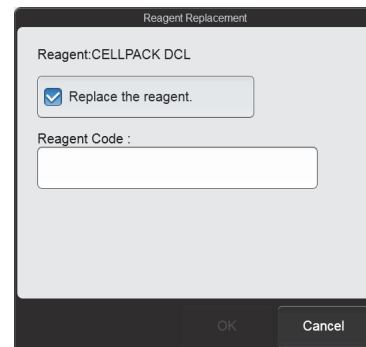 Reagent Replacement
Reagent:CELLPACK DCL
Replace the reagent.
Reagent Code :
OK
Cancel